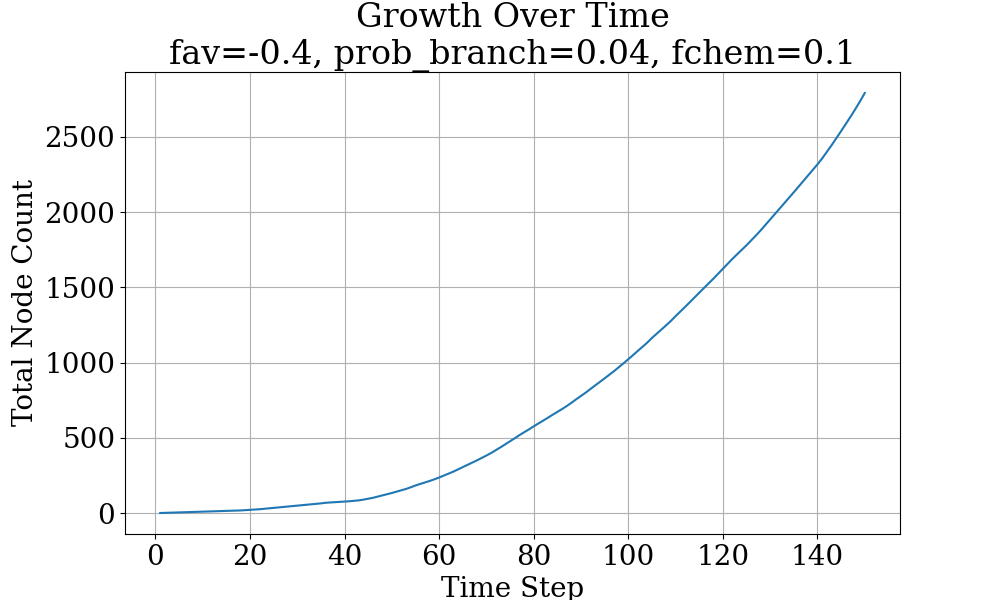 Growth Over Time
fav=-0.4, prob_branch=0.04, fchem=0.1
Total Node Count
2500
2000
1500
1000
500
0
0 20 40 60 80 100 120 140
Time Step